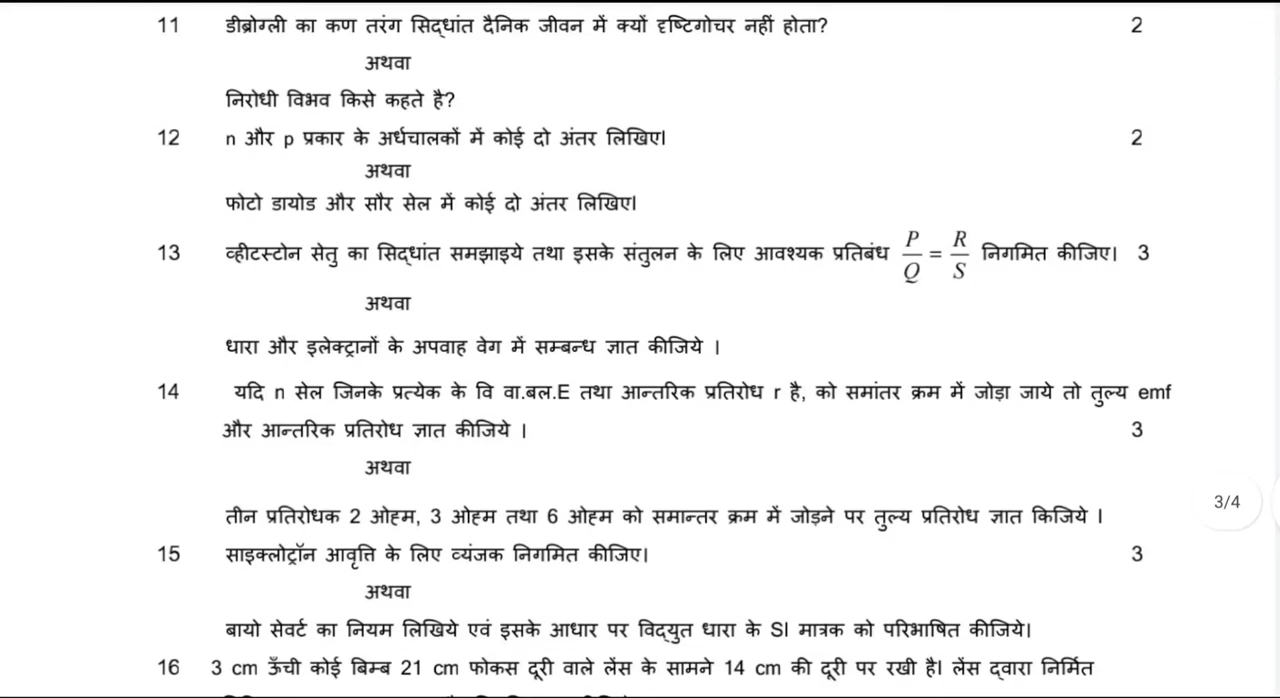 11 डीब्रोग्ली का कण तरंग सिद्धांत दैनिक जीवन में क्यों दृष्टिगोचर नहीं होता? 2
अथवा
निरोधी विभव किसे कहते है?
12 n और p प्रकार के अर्धचालकों में कोई दो अंतर लिखिए। 2
अथवा
फोटो डायोड और सौर सेल में कोई दो अंतर लिखिए।
13 व्हीटस्टोन सेतु का सिद्धांत समझाइये तथा इसके संतुलन के लिए आवश्यक प्रतिबंध P/Q = R/S निगमित कीजिए। 3
अथवा
धारा और इलेक्ट्रानों के अपवाह वेग में सम्बन्ध ज्ञात कीजिये ।
14 यदि n सेल जिनके प्रत्येक के वि वा.बल.E तथा आन्तरिक प्रतिरोध r है, को समांतर क्रम में जोड़ा जाये तो तुल्य emf
और आन्तरिक प्रतिरोध ज्ञात कीजिये । 3
अथवा
3/4
तीन प्रतिरोधक 2 ओह्म, 3 ओह्म तथा 6 ओह्म को समान्तर क्रम में जोड़ने पर तुल्य प्रतिरोध ज्ञात किजिये ।
15 साइक्लोट्रॉन आवृत्ति के लिए व्यंजक निगमित कीजिए। 3
अथवा
बायो सेवर्ट का नियम लिखिये एवं इसके आधार पर विद्युत धारा के SI मात्रक को परिभाषित कीजिये।
16 3 cm ऊँची कोई बिम्ब 21 cm फोकस दूरी वाले लेंस के सामने 14 cm की दूरी पर रखी है। लेंस द्वारा निर्मित